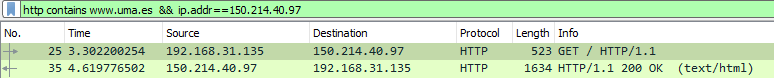 http contains www.uma.es && ip.addr==150.214.40.97
No. Time Source Destination Protocol Length Info
25 3.302200254 192.168.31.135 150.214.40.97 HTTP 523 GET / HTTP/1.1
35 4.619776502 150.214.40.97 192.168.31.135 HTTP 1634 HTTP/1.1 200 OK (text/html)